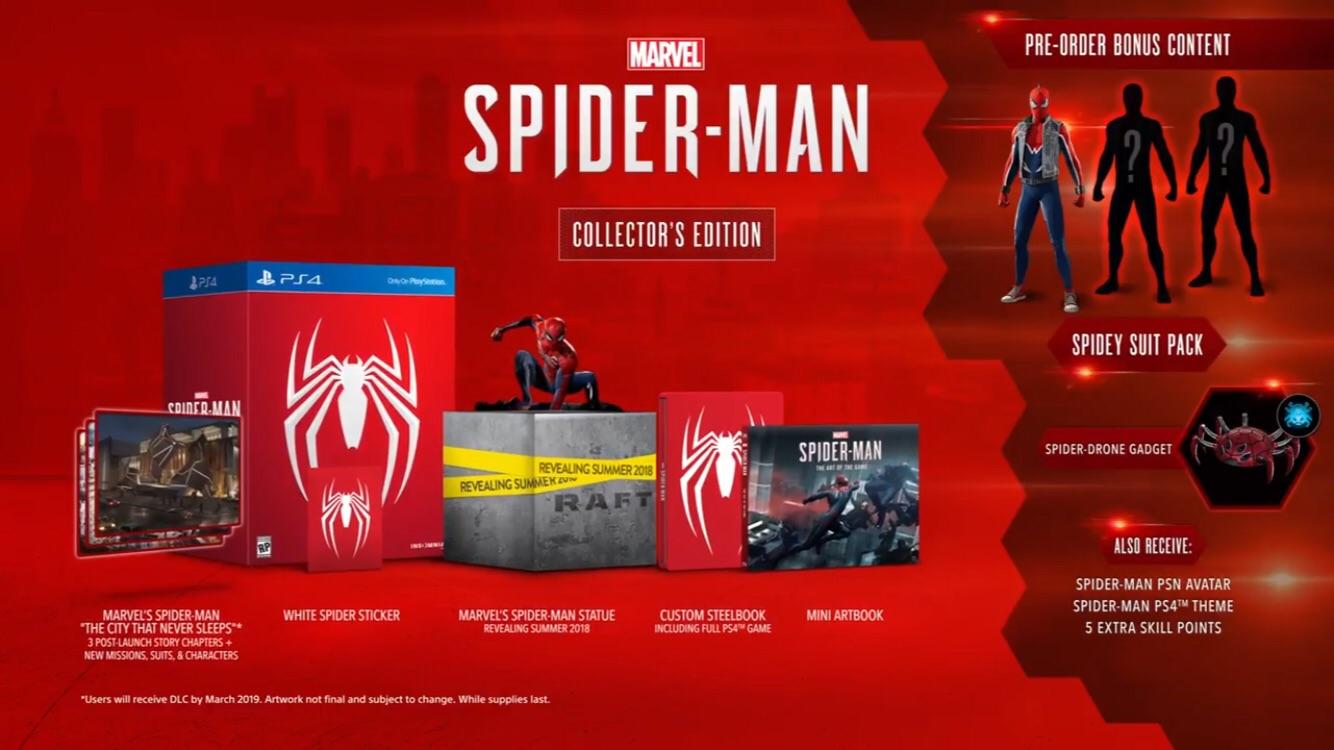 MARVEL
SPIDER-MAN
COLLECTOR'S EDITION
PS4
PS4
Only On PlayStation.
MARVEL
SPIDER-MAN
RP
REVEALING SUMMER 2018
REVEALING SUMMER 2018
RAFT
MARVEL
SPIDER-MAN
THE ART OF THE GAME
MARVEL'S SPIDER-MAN
"THE CITY THAT NEVER SLEEPS"*
3 POST-LAUNCH STORY CHAPTERS +
NEW MISSIONS, SUITS, & CHARACTERS
WHITE SPIDER STICKER
MARVEL'S SPIDER-MAN STATUE
REVEALING SUMMER 2018
CUSTOM STEELBOOK
INCLUDING FULL PS4™ GAME
MINI ARTBOOK
*Users will receive DLC by March 2019. Artwork not final and subject to change. While supplies last.
PRE-ORDER BONUS CONTENT
? ?
SPIDEY SUIT PACK
SPIDER-DRONE GADGET
ALSO RECEIVE:
SPIDER-MAN PSN AVATAR
SPIDER-MAN PS4™ THEME
5 EXTRA SKILL POINTS